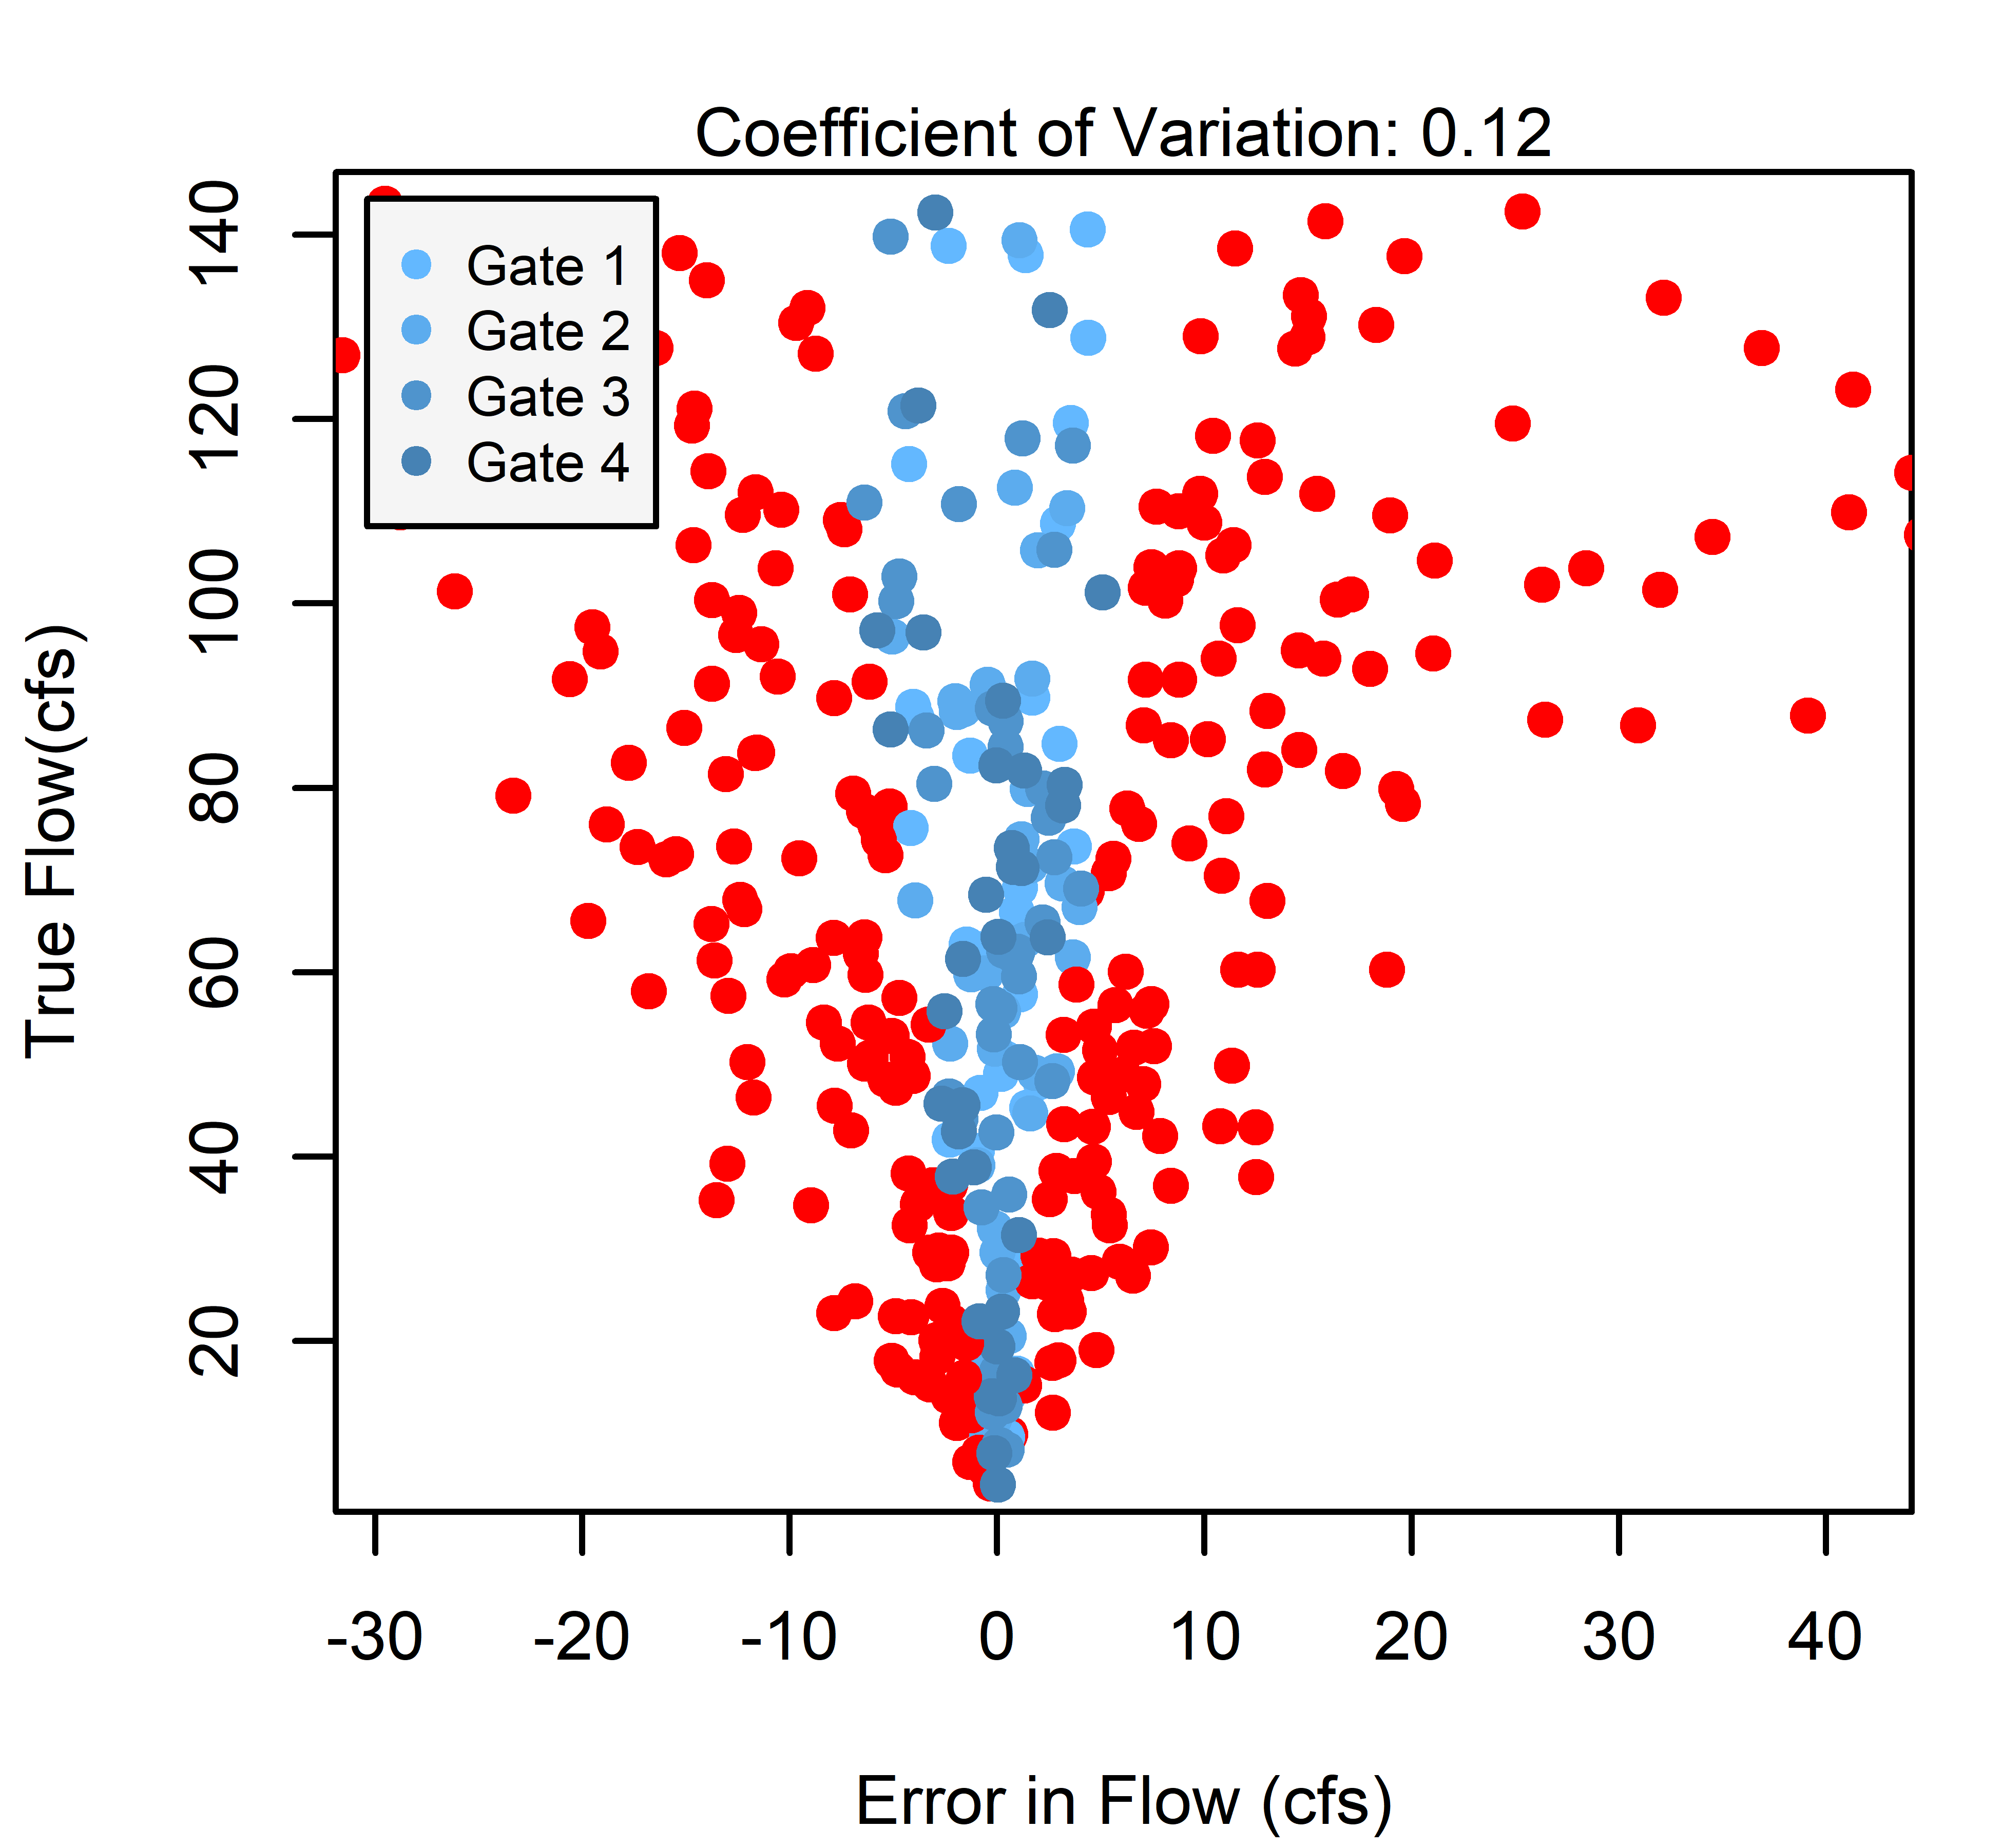 Coefficient of Variation: 0.12
True Flow(cfs)
140
120
100
80
60
40
20
Gate 1
Gate 2
Gate 3
Gate 4
-30 -20 -10 0 10 20 30 40
Error in Flow (cfs)